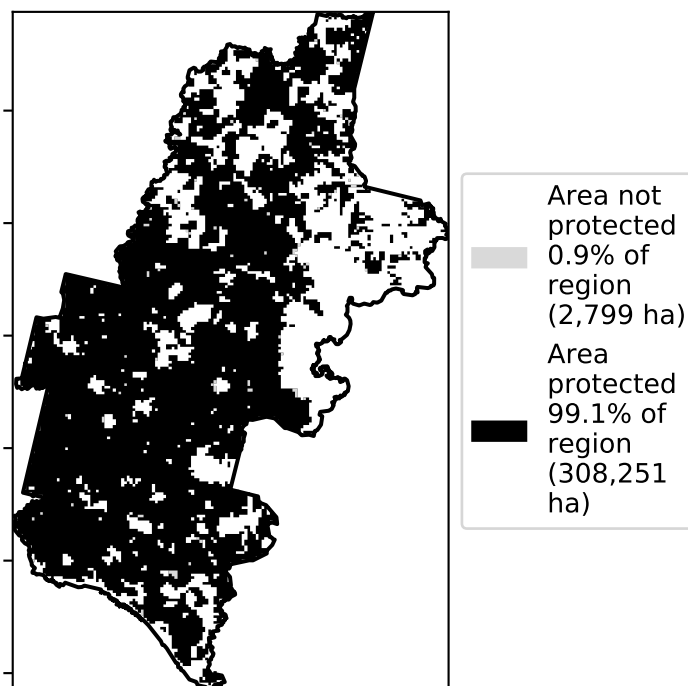 Area not
protected
0.9% of
region
(2,799 ha)
Area
protected
99.1% of
region
(308,251
ha)